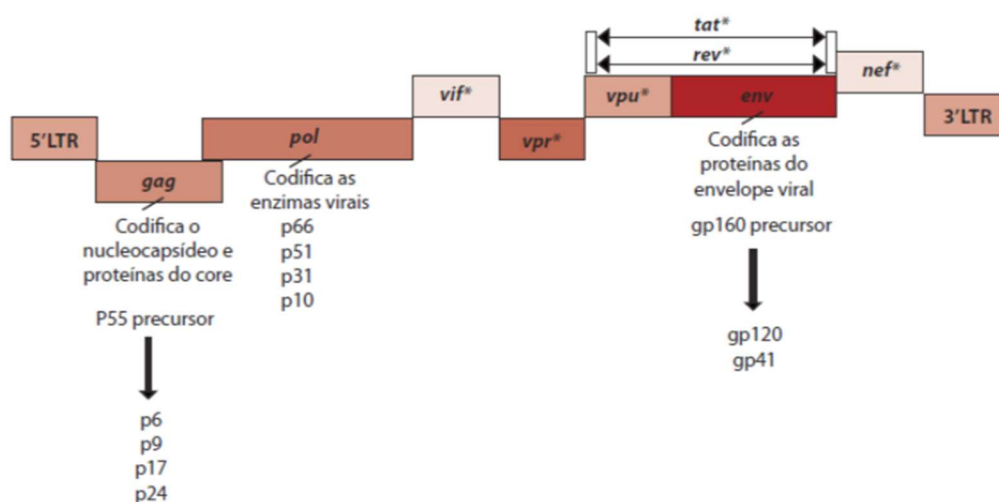 tat*
rev*
nef*
vif*
vpu*
env
5'LTR
pol
vpr*
3'LTR
gag
Codifica o
nucleocapsídeo e
proteínas do core
P55 precursor
p6
p9
p17
p24
Codifica as
enzimas virais
p66
p51
p31
p10
Codifica as
proteínas do
envelope viral
gp160 precursor
gp120
gp41